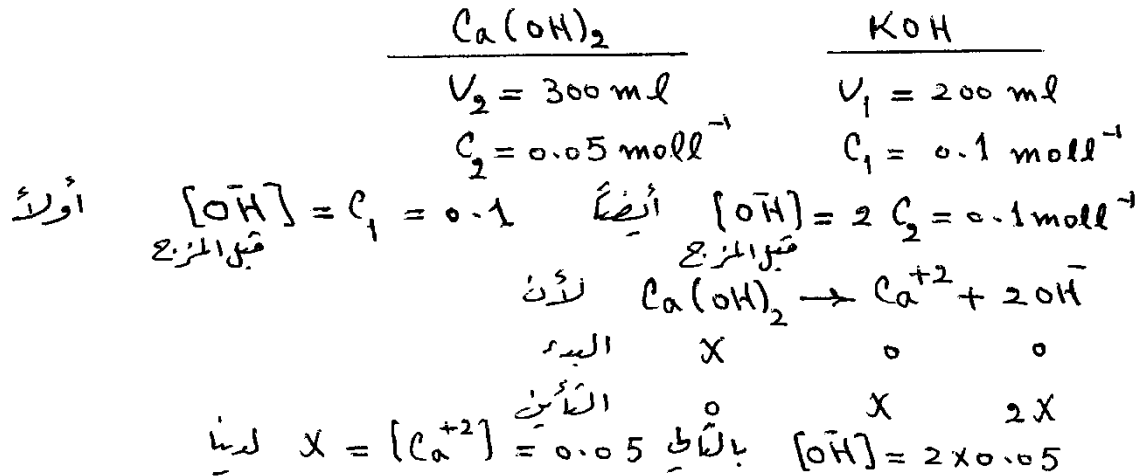 Ca(OH)₂ KOH
V₂ = 300 ml V₁ = 200 ml
C₂ = 0.05 moll⁻¹ C₁ = 0.1 moll⁻¹
أولاً [OH⁻] = C₁ = 0.1 أيضاً [OH⁻] = 2 C₂ = 0.1 moll⁻¹
قبل المزج قبل المزج
لأن Ca(OH)₂ → Ca⁺² + 2OH⁻
البدء X 0 0
التأين 0 X 2X
لدينا X = [Ca⁺²] = 0.05 بالتالي [OH⁻] = 2×0.05